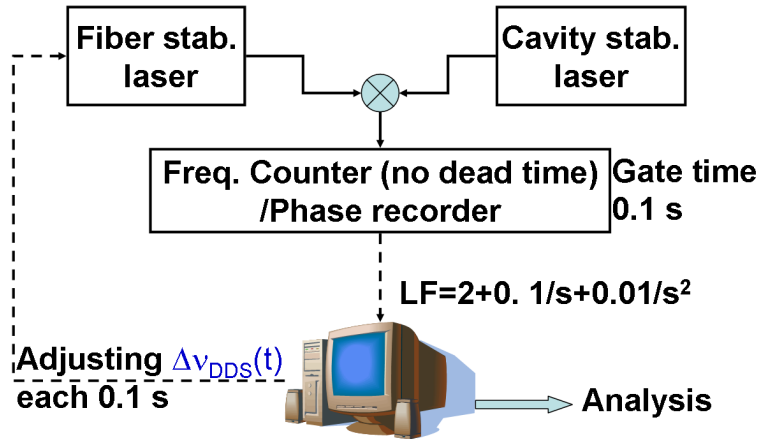 Fiber stab.
laser
Cavity stab.
laser
Freq. Counter (no dead time)
/Phase recorder
Gate time
0.1 s
LF=2+0. 1/s+0.01/s²
Adjusting Δν_DDS(t)
each 0.1 s
Analysis